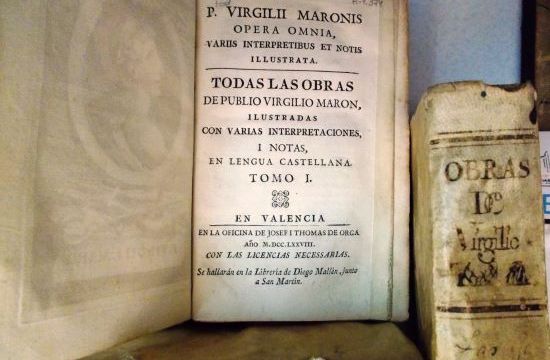 P. VIRGILII MARONIS
OPERA OMNIA,
VARIIS INTERPRETIBUS ET NOTIS
ILLUSTRATA.
TODAS LAS OBRAS
DE PUBLIO VIRGILIO MARON,
ILUSTRADAS
CON VARIAS INTERPRETACIONES,
I NOTAS,
EN LENGUA CASTELLANA.
TOMO I.
EN VALENCIA
EN LA OFICINA DE JOSEF I THOMAS DE ORGA
AÑO M.DCC.LXXVIII.
CON LAS LICENCIAS NECESSARIAS.
Se hallarán en la Librería de Diego Mallén, junto
a San Martin.
OBRAS
De
Virgilio